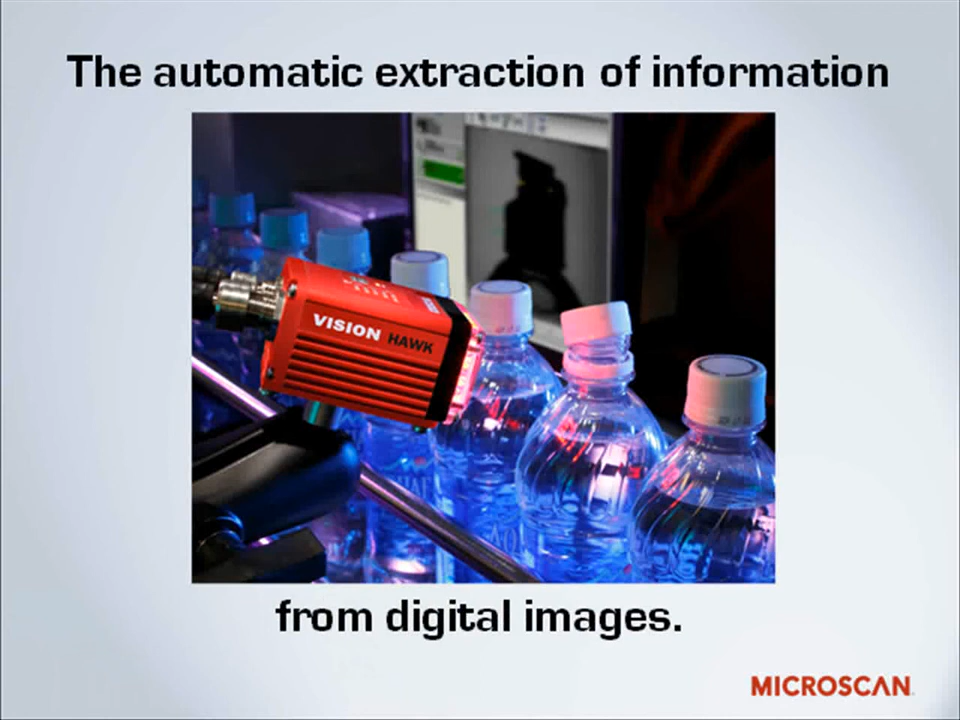 The automatic extraction of information
VISION HAWK
from digital images.
MICROSCAN